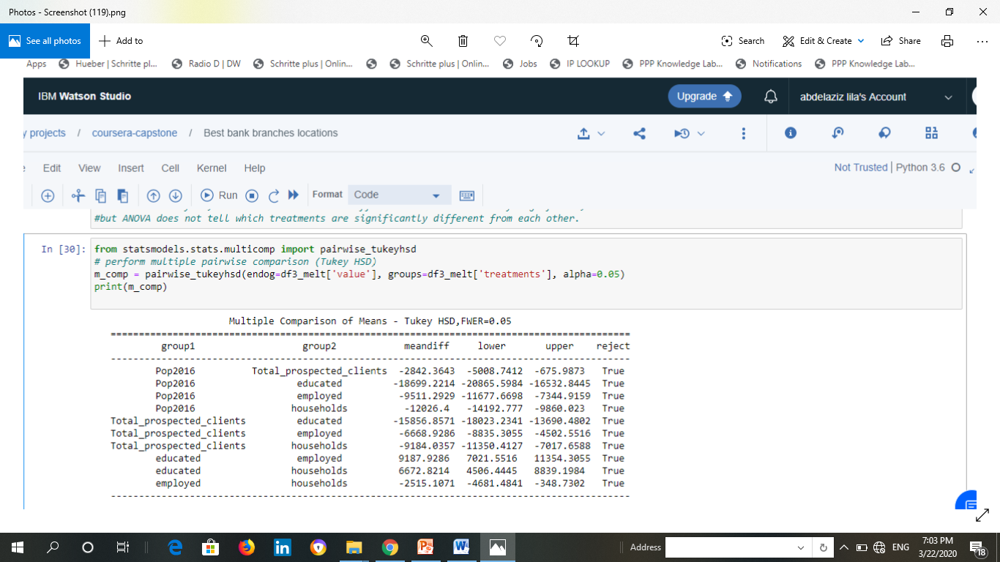 Photos - Screenshot (119).png
See all photos
Add to
Search
Edit & Create
Share
Apps
Hueber | Schritte pl...
Radio D | DW
Schritte plus | Onlin...
Schritte plus | Onlin...
Jobs
IP LOOKUP
PPP Knowledge Lab...
Notifications
PPP Knowledge Lab...
IBM Watson Studio
Upgrade
abdelaziz lila's Account
y projects / coursera-capstone / Best bank branches locations
Edit View Insert Cell Kernel Help
Not Trusted | Python 3.6
Run
Format
Code
#but ANOVA does not tell which treatments are significantly different from each other.
In [30]:
from statsmodels.stats.multicomp import pairwise_tukeyhsd
# perform multiple pairwise comparison (Tukey HSD)
m_comp = pairwise_tukeyhsd(endog=df3_melt['value'], groups=df3_melt['treatments'], alpha=0.05)
print(m_comp)
Multiple Comparison of Means - Tukey HSD,FWER=0.05
group1 group2 meandiff lower upper reject
Pop2016 Total_prospected_clients -2842.3643 -5008.7412 -675.9873 True
Pop2016 educated -18699.2214 -20865.5984 -16532.8445 True
Pop2016 employed -9511.2929 -11677.6698 -7344.9159 True
Pop2016 households -12026.4 -14192.777 -9860.023 True
Total_prospected_clients educated -15856.8571 -18023.2341 -13690.4802 True
Total_prospected_clients employed -6668.9286 -8835.3055 -4502.5516 True
Total_prospected_clients households -9184.0357 -11350.4127 -7017.6588 True
educated employed 9187.9286 7021.5516 11354.3055 True
educated households 6672.8214 4506.4445 8839.1984 True
employed households -2515.1071 -4681.4841 -348.7302 True
Address
ENG
7:03 PM
3/22/2020
18